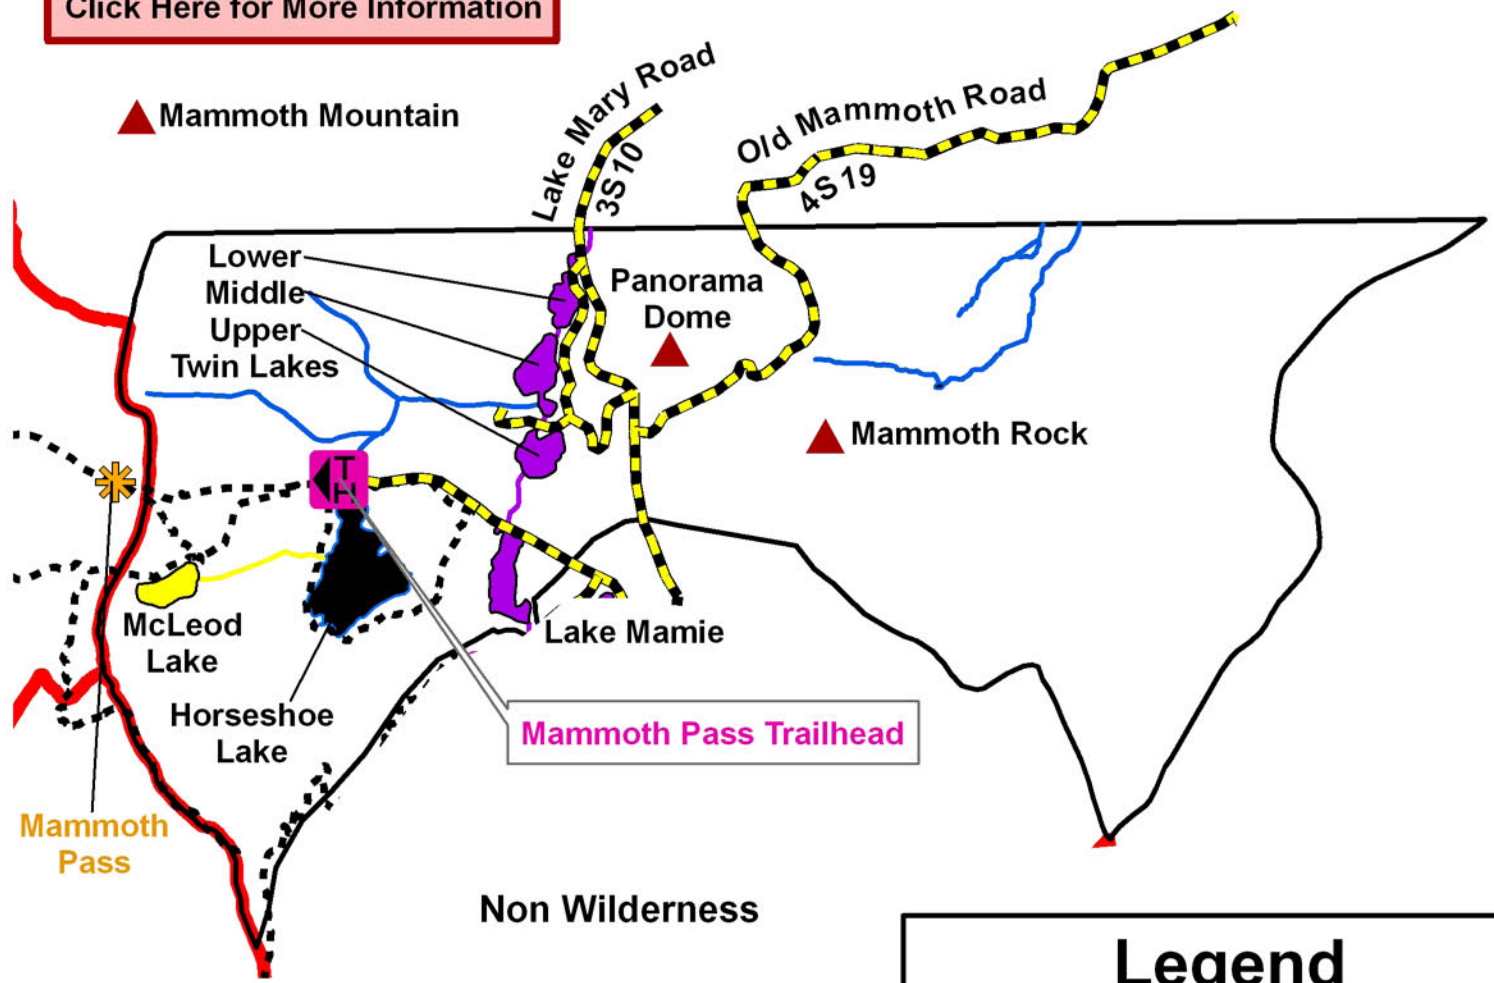 Click Here for More Information
Mammoth Mountain
Lake Mary Road
3S10
Old Mammoth Road
4S19
Lower
Middle
Upper
Twin Lakes
Panorama
Dome
Mammoth Rock
T
H
McLeod
Lake
Lake Mamie
Horseshoe
Lake
Mammoth Pass Trailhead
Mammoth
Pass
Non Wilderness
Legend